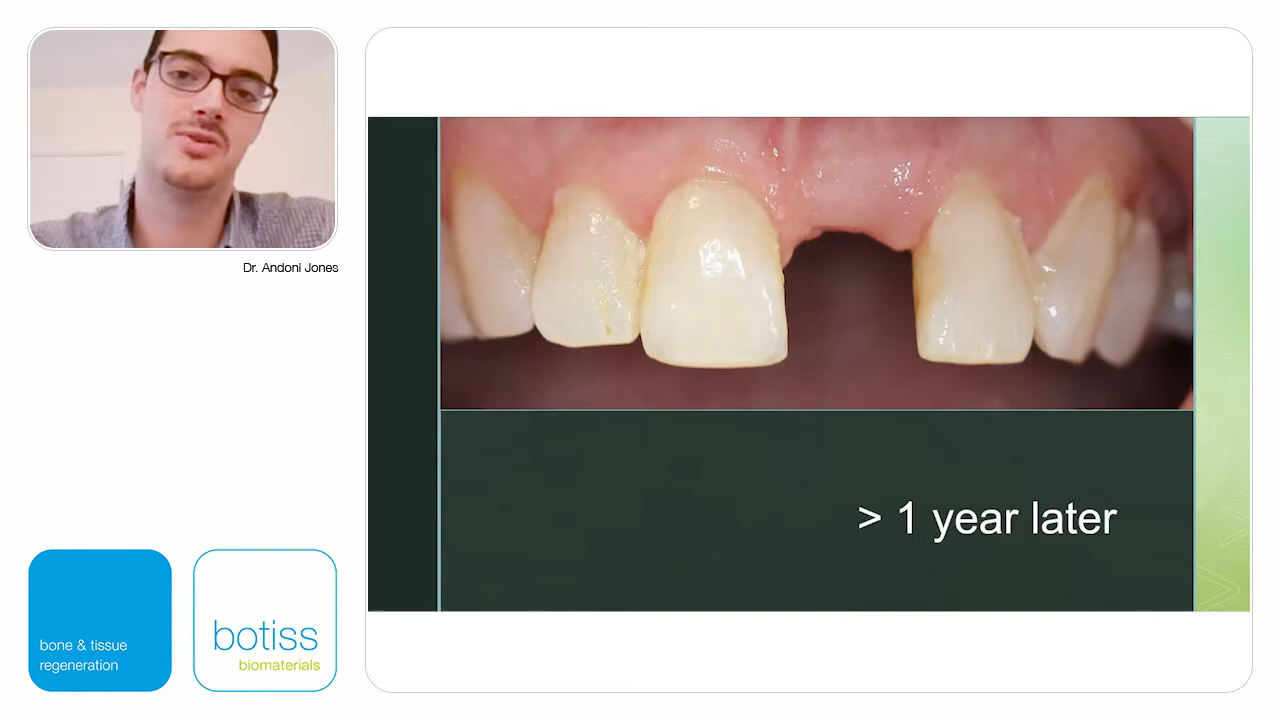 Dr. Andoni Jones
> 1 year later
bone & tissue
regeneration
botiss
biomaterials